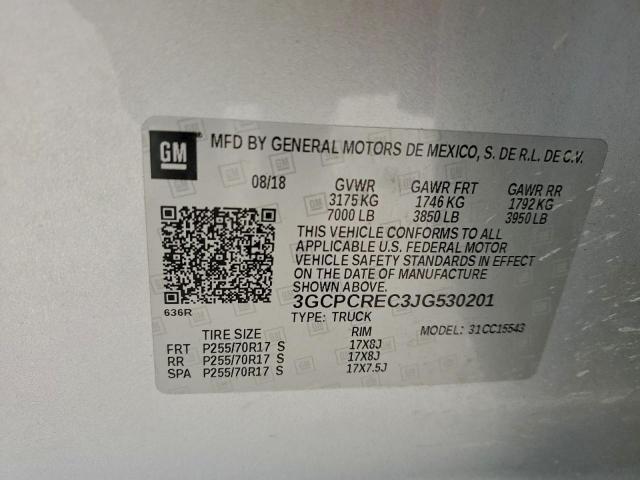 GM
MFD BY GENERAL MOTORS DE MEXICO, S. DE R.L. DE C.V.
08/18 GVWR GAWR FRT GAWR RR
3175 KG 1746 KG 1792 KG
7000 LB 3850 LB 3950 LB
THIS VEHICLE CONFORMS TO ALL
APPLICABLE U.S. FEDERAL MOTOR
VEHICLE SAFETY STANDARDS IN EFFECT
ON THE DATE OF MANUFACTURE
SHOWN ABOVE.
3GCPCREC3JG530201
636R TYPE: TRUCK
TIRE SIZE RIM MODEL: 31CC15543
FRT P255/70R17 S 17X8J
RR P255/70R17 S 17X8J
SPA P255/70R17 S 17X7.5J